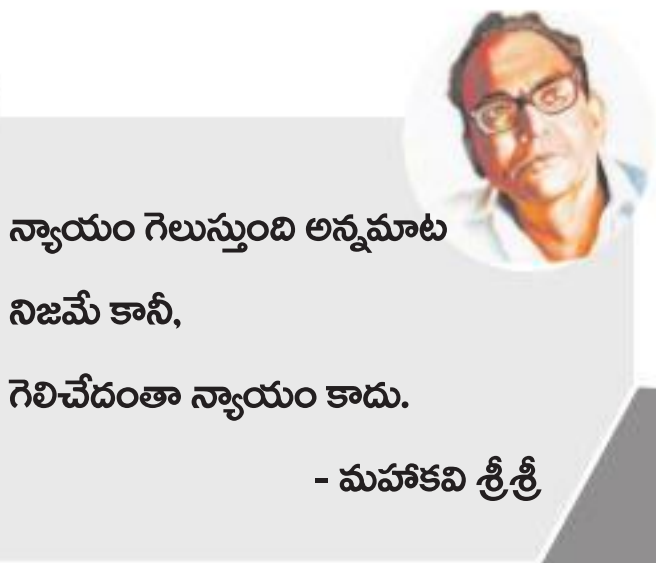 న్యాయం గెలుస్తుంది అన్నమాట
నిజమే కానీ,
గెలిచేదంతా న్యాయం కాదు.
- మహాకవి శ్రీశ్రీ